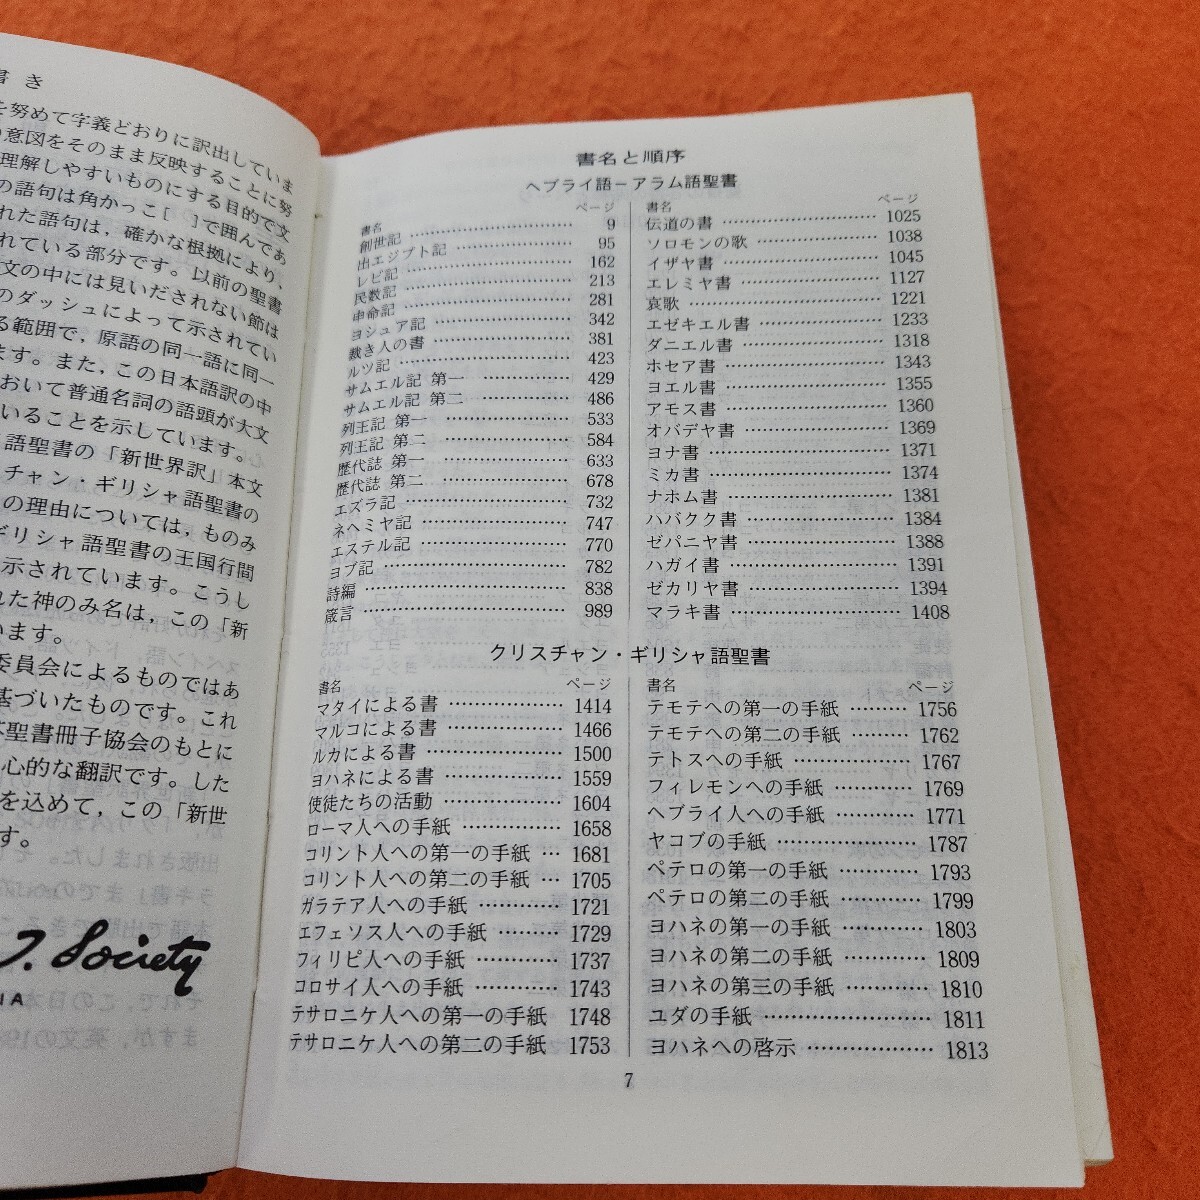 書き
を努めて字義どおりに訳出していま
意図をそのまま反映することに努
理解しやすいものにする目的で文
の語句は角かっこ[ ]で囲んであ
れた語句は，確かな根拠により，
れている部分です。以前の聖書
文の中には見いだされない節は
のダッシュによって示されてい
る範囲で，原語の同一語に同一
ます。また，この日本語訳の中
おいて普通名詞の語頭が大文
いることを示しています。
語聖書の「新世界訳」本文
チャン・ギリシャ語聖書の
の理由については，ものみ
ギリシャ語聖書の王国行間
示されています。こうし
れた神のみ名は，この「新
います。
委員会によるものではあ
基づいたものです。これ
聖書冊子協会のもとに
心的な翻訳です。した
を込めて，この「新世
す。
T. Society
IA
書名と順序
ヘブライ語－アラム語聖書
書名 ページ
創世記 9
出エジプト記 95
レビ記 162
民数記 213
申命記 281
ヨシュア記 342
裁き人の書 381
ルツ記 423
サムエル記 第一 429
サムエル記 第二 486
列王記 第一 533
列王記 第二 584
歴代誌 第一 633
歴代誌 第二 678
エズラ記 732
ネヘミヤ記 747
エステル記 770
ヨブ記 782
詩編 838
箴言 989
書名 ページ
伝道の書 1025
ソロモンの歌 1038
イザヤ書 1045
エレミヤ書 1127
哀歌 1221
エゼキエル書 1233
ダニエル書 1318
ホセア書 1343
ヨエル書 1355
アモス書 1360
オバデヤ書 1369
ヨナ書 1371
ミカ書 1374
ナホム書 1381
ハバクク書 1384
ゼパニヤ書 1388
ハガイ書 1391
ゼカリヤ書 1394
マラキ書 1408
クリスチャン・ギリシャ語聖書
書名 ページ
マタイによる書 1414
マルコによる書 1466
ルカによる書 1500
ヨハネによる書 1559
使徒たちの活動 1604
ローマ人への手紙 1658
コリント人への第一の手紙 1681
コリント人への第二の手紙 1705
ガラテア人への手紙 1721
エフェソス人への手紙 1729
フィリピ人への手紙 1737
コロサイ人への手紙 1743
テサロニケ人への第一の手紙 1748
テサロニケ人への第二の手紙 1753
書名 ページ
テモテへの第一の手紙 1756
テモテへの第二の手紙 1762
テトスへの手紙 1767
フィレモンへの手紙 1769
ヘブライ人への手紙 1771
ヤコブの手紙 1787
ペテロの第一の手紙 1793
ペテロの第二の手紙 1799
ヨハネの第一の手紙 1803
ヨハネの第二の手紙 1809
ヨハネの第三の手紙 1810
ユダの手紙 1811
ヨハネへの啓示 1813
7